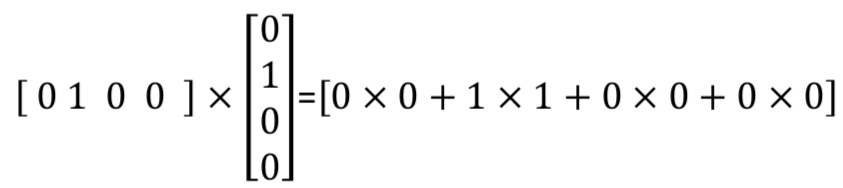 [ 0 1 0 0 ] × [0 1 0 0] =[0 × 0 + 1 × 1 + 0 × 0 + 0 × 0]